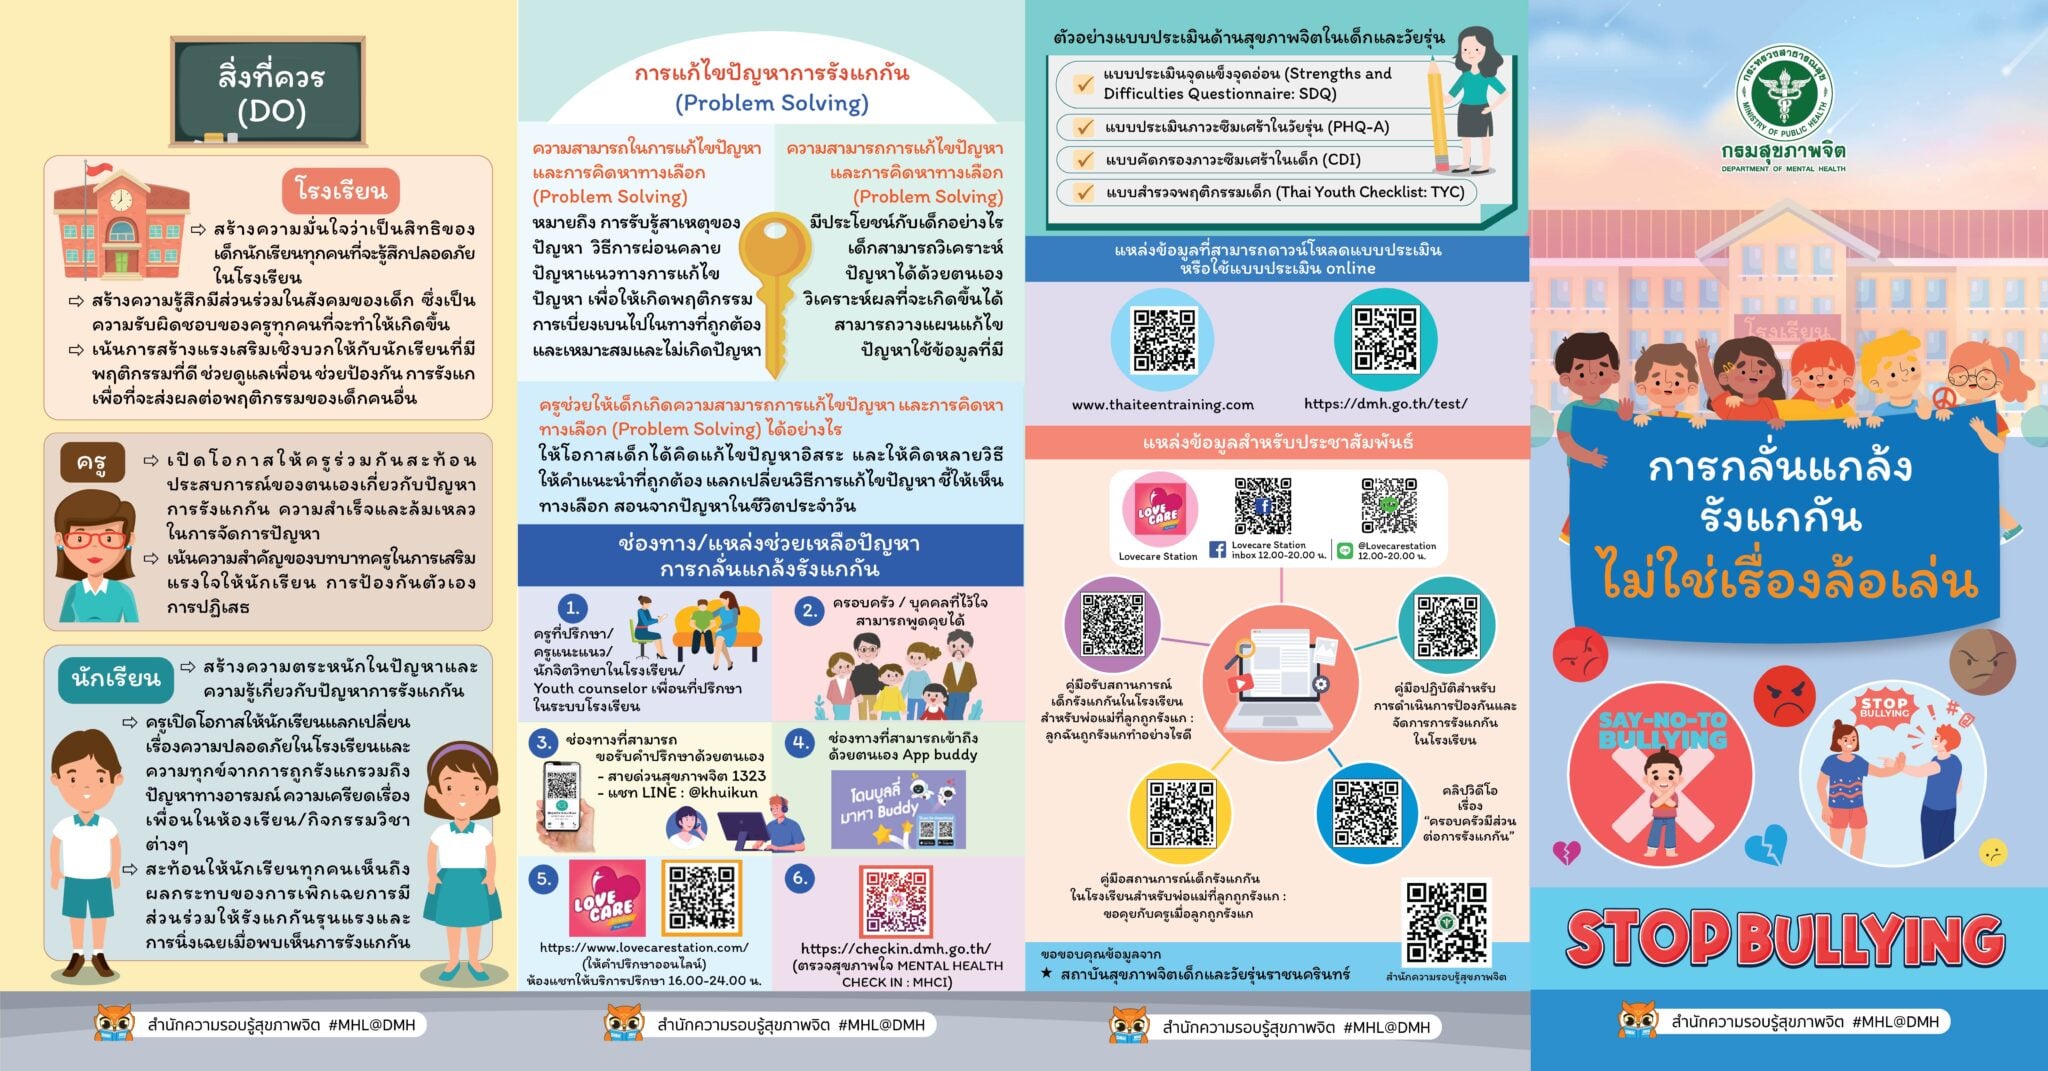 สิ่งที่ควร
(DO)
โรงเรียน
⇨ สร้างความมั่นใจว่าเป็นสิทธิของ
เด็กนักเรียนทุกคนที่จะรู้สึกปลอดภัย
ในโรงเรียน
⇨ สร้างความรู้สึกมีส่วนร่วมในสังคมของเด็ก ซึ่งเป็น
ความรับผิดชอบของครูทุกคนที่จะทำให้เกิดขึ้น
⇨ เน้นการสร้างแรงเสริมเชิงบวกให้กับนักเรียนที่มี
พฤติกรรมที่ดี ช่วยดูแลเพื่อน ช่วยป้องกัน การรังแก
เพื่อที่จะส่งผลต่อพฤติกรรมของเด็กคนอื่น
ครู
⇨ เปิดโอกาสให้ครูร่วมกันสะท้อน
ประสบการณ์ของตนเองเกี่ยวกับปัญหา
การรังแกกัน ความสำเร็จและล้มเหลว
ในการจัดการปัญหา
⇨ เน้นความสำคัญของบทบาทครูในการเสริม
แรงใจให้นักเรียน การป้องกันตัวเอง
การปฏิเสธ
นักเรียน
⇨ สร้างความตระหนักในปัญหาและ
ความรู้เกี่ยวกับปัญหาการรังแกกัน
⇨ ครูเปิดโอกาสให้นักเรียนแลกเปลี่ยน
เรื่องความปลอดภัยในโรงเรียนและ
ความทุกข์จากการถูกรังแกรวมถึง
ปัญหาทางอารมณ์ ความเครียดเรื่อง
เพื่อนในห้องเรียน/กิจกรรมวิชา
ต่างๆ
⇨ สะท้อนให้นักเรียนทุกคนเห็นถึง
ผลกระทบของการเพิกเฉยการมี
ส่วนร่วมให้รังแกกันรุนแรงและ
การนิ่งเฉยเมื่อพบเห็นการรังแกกัน
สำนักความรอบรู้สุขภาพจิต #MHL@DMH
การแก้ไขปัญหาการรังแกกัน
(Problem Solving)
ความสามารถในการแก้ไขปัญหา
และการคิดหาทางเลือก
(Problem Solving)
หมายถึง การรับรู้สาเหตุของ
ปัญหา วิธีการผ่อนคลาย
ปัญหาแนวทางการแก้ไข
ปัญหา เพื่อให้เกิดพฤติกรรม
การเบี่ยงเบนไปในทางที่ถูกต้อง
และเหมาะสมและไม่เกิดปัญหา
ความสามารถการแก้ไขปัญหา
และการคิดหาทางเลือก
(Problem Solving)
มีประโยชน์กับเด็กอย่างไร
เด็กสามารถวิเคราะห์
ปัญหาได้ด้วยตนเอง
วิเคราะห์ผลที่จะเกิดขึ้นได้
สามารถวางแผนแก้ไข
ปัญหาใช้ข้อมูลที่มี
ครูช่วยให้เด็กเกิดความสามารถการแก้ไขปัญหา และการคิดหา
ทางเลือก (Problem Solving) ได้อย่างไร
ให้โอกาสเด็กได้คิดแก้ไขปัญหาอิสระ และให้คิดหลายวิธี
ให้คำแนะนำที่ถูกต้อง แลกเปลี่ยนวิธีการแก้ไขปัญหา ชี้ให้เห็น
ทางเลือก สอนจากปัญหาในชีวิตประจำวัน
ช่องทาง/แหล่งช่วยเหลือปัญหา
การกลั่นแกล้งรังแกกัน
1.
ครูที่ปรึกษา/
ครูแนะแนว/
นักจิตวิทยาในโรงเรียน/
Youth counselor เพื่อนที่ปรึกษา
ในระบบโรงเรียน
2. ครอบครัว / บุคคลที่ไว้ใจ
สามารถพูดคุยได้
3. ช่องทางที่สามารถ
ขอรับคำปรึกษาด้วยตนเอง
- สายด่วนสุขภาพจิต 1323
- แชท LINE : @khuikun
4. ช่องทางที่สามารถเข้าถึง
ด้วยตนเอง App buddy
โดนบูลลี่
มาหา Buddy
5.
LOVE
CARE
https://www.lovecarestation.com/
(ให้คำปรึกษาออนไลน์)
ห้องแชทให้บริการปรึกษา 16.00-24.00 น.
6.
https://checkin.dmh.go.th/
(ตรวจสุขภาพใจ MENTAL HEALTH
CHECK IN : MHCI)
สำนักความรอบรู้สุขภาพจิต #MHL@DMH
ตัวอย่างแบบประเมินด้านสุขภาพจิตในเด็กและวัยรุ่น
✓ แบบประเมินจุดแข็งจุดอ่อน (Strengths and
Difficulties Questionnaire: SDQ)
✓ แบบประเมินภาวะซึมเศร้าในวัยรุ่น (PHQ-A)
✓ แบบคัดกรองภาวะซึมเศร้าในเด็ก (CDI)
✓ แบบสำรวจพฤติกรรมเด็ก (Thai Youth Checklist: TYC)
แหล่งข้อมูลที่สามารถดาวน์โหลดแบบประเมิน
หรือใช้แบบประเมิน online
www.thaiteentraining.com
https://dmh.go.th/test/
แหล่งข้อมูลสำหรับประชาสัมพันธ์
LOVE
CARE
Lovecare Station
Lovecare Station
inbox 12.00-20.00 น.
@Lovecarestation
12.00-20.00 น.
คู่มือรับสถานการณ์
เด็กรังแกกันในโรงเรียน
สำหรับพ่อแม่ที่ลูกถูกรังแก :
ลูกฉันถูกรังแกทำอย่างไรดี
คู่มือปฏิบัติสำหรับ
การดำเนินการป้องกันและ
จัดการการรังแกกัน
ในโรงเรียน
คลิปวิดีโอ
เรื่อง
“ครอบครัวมีส่วน
ต่อการรังแกกัน”
คู่มือสถานการณ์เด็กรังแกกัน
ในโรงเรียนสำหรับพ่อแม่ที่ลูกถูกรังแก :
ขอคุยกับครูเมื่อลูกถูกรังแก
ขอขอบคุณข้อมูลจาก
★ สถาบันสุขภาพจิตเด็กและวัยรุ่นราชนครินทร์
สำนักความรอบรู้สุขภาพจิต
สำนักความรอบรู้สุขภาพจิต #MHL@DMH
กระทรวงสาธารณสุข
MINISTRY OF PUBLIC HEALTH
กรมสุขภาพจิต
DEPARTMENT OF MENTAL HEALTH
โรงเรียน
การกลั่นแกล้ง
รังแกกัน
ไม่ใช่เรื่องล้อเล่น
SAY-NO-TO
BULLYING
STOP
BULLYING
!*#@
STOP BULLYING
สำนักความรอบรู้สุขภาพจิต #MHL@DMH